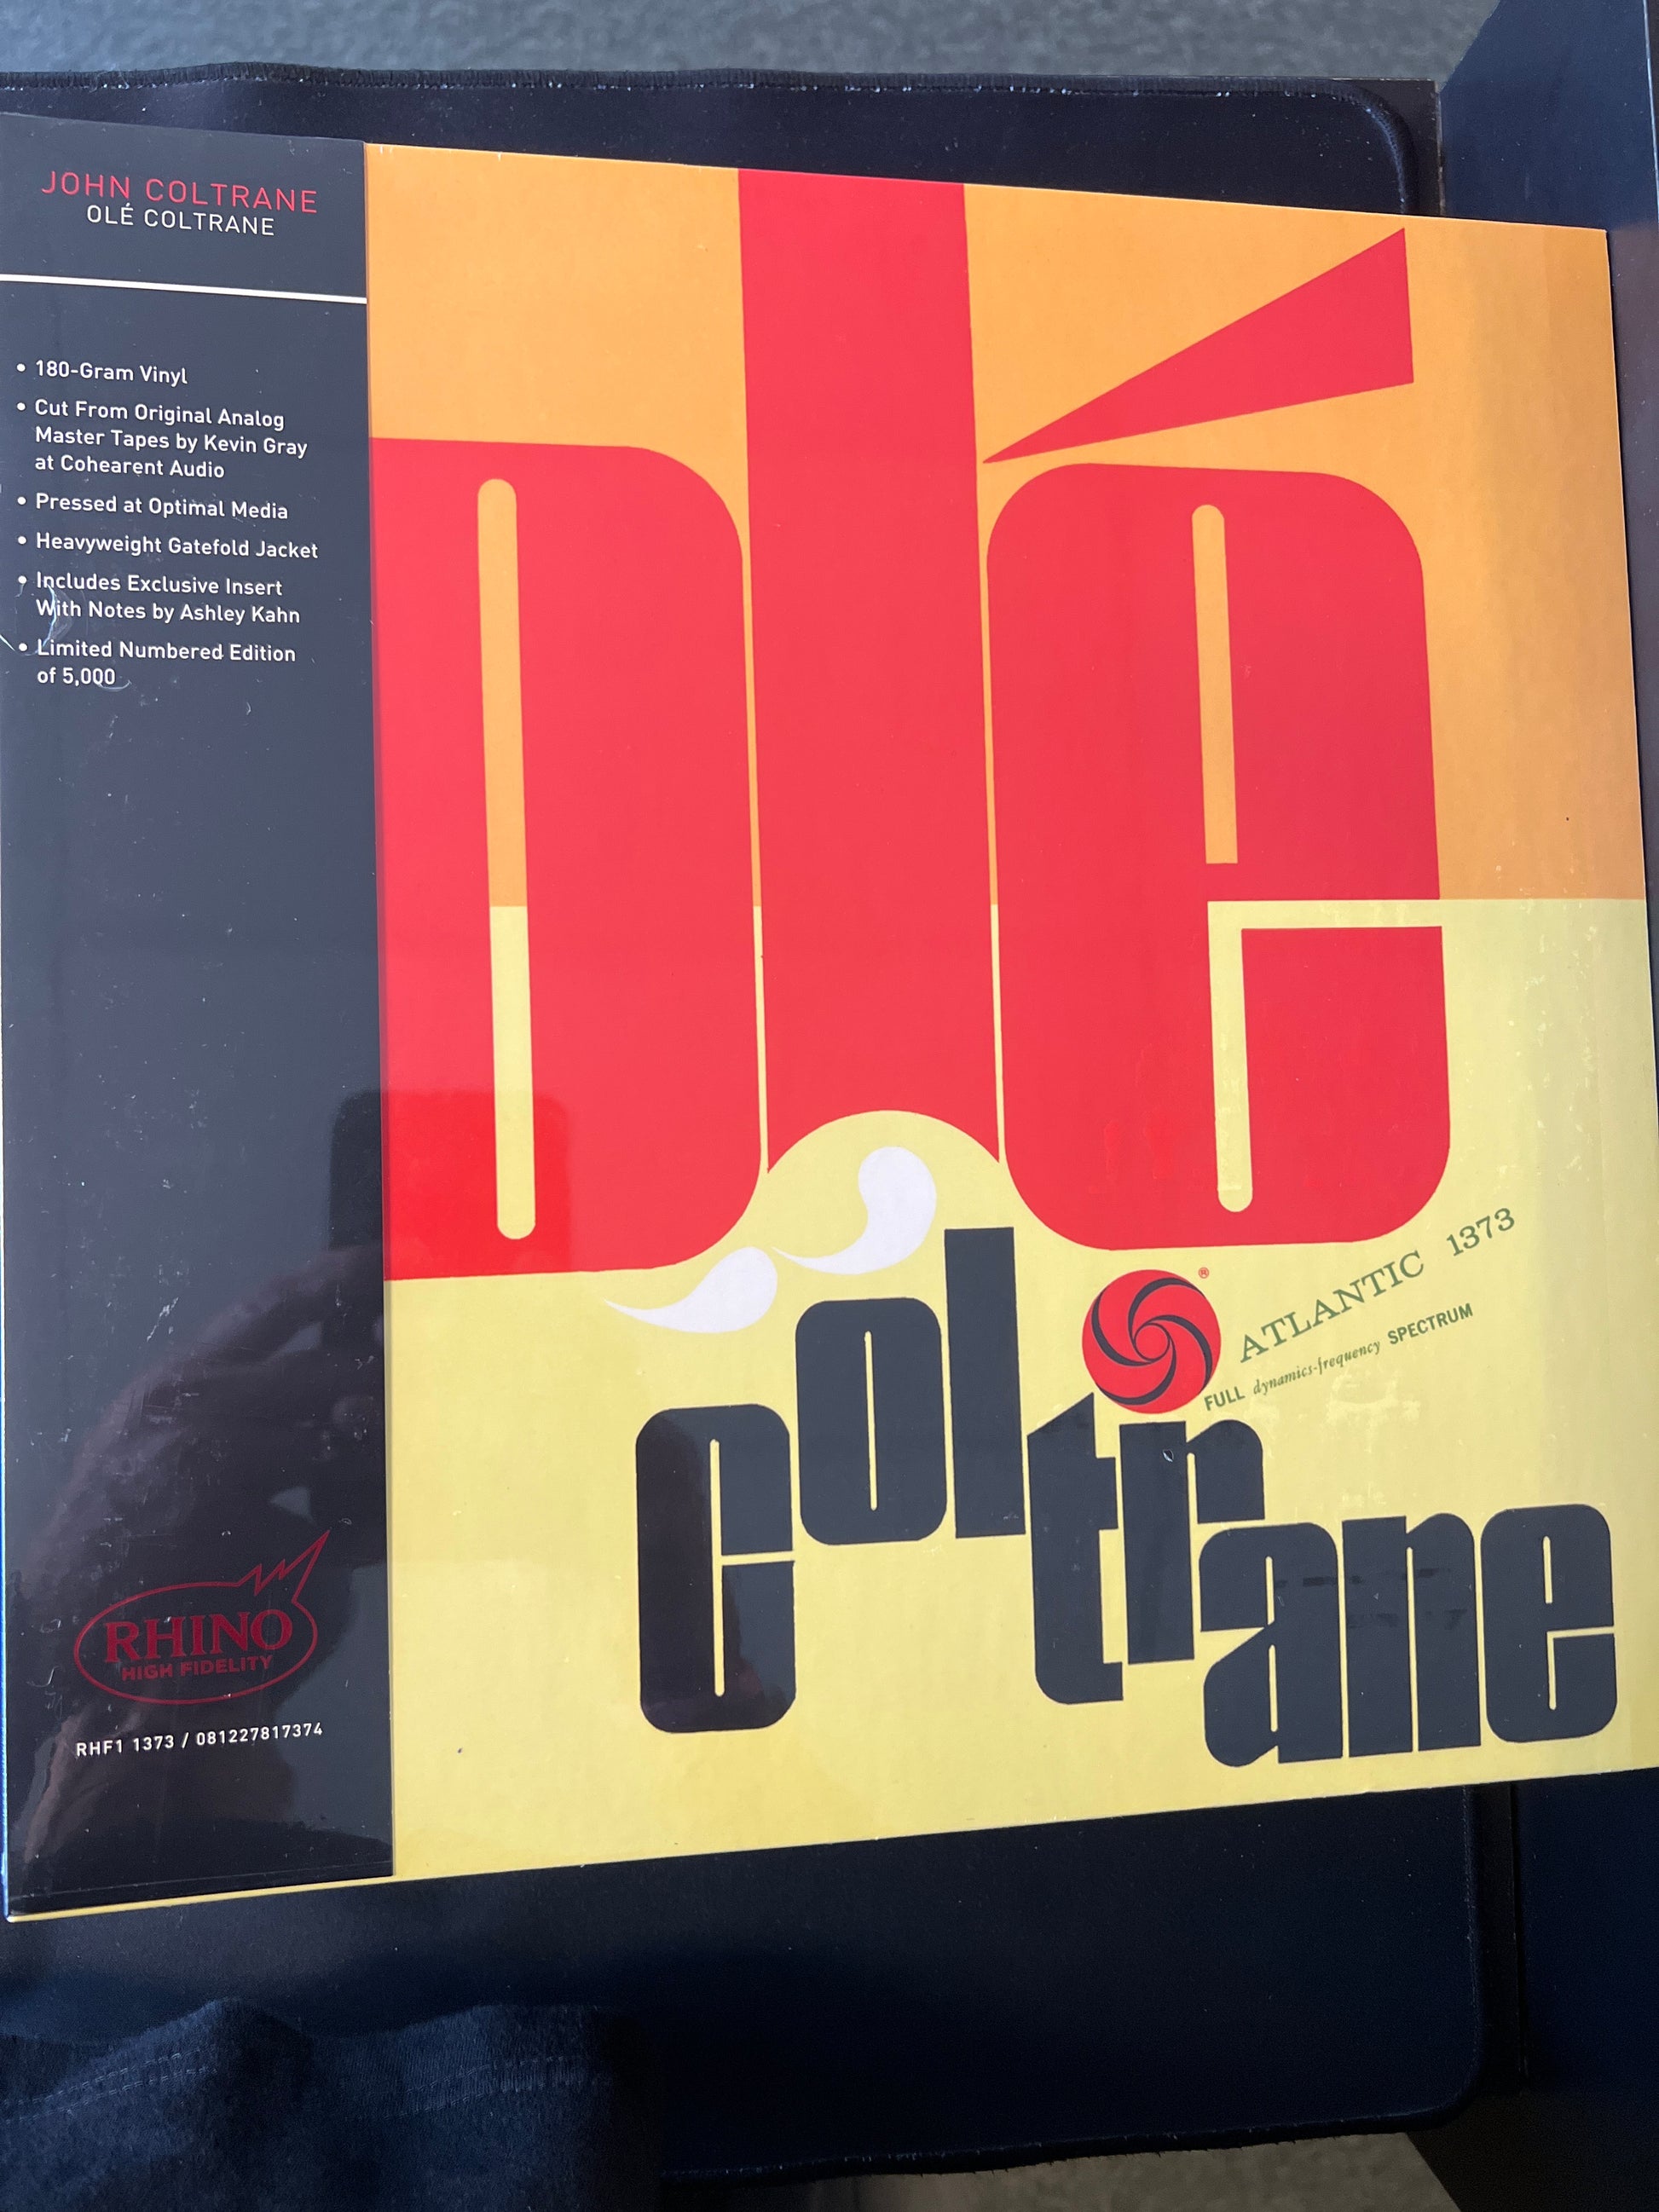 JOHN COLTRANE
OLÉ COLTRANE
• 180-Gram Vinyl
• Cut From Original Analog
Master Tapes by Kevin Gray
at Cohearent Audio
• Pressed at Optimal Media
• Heavyweight Gatefold Jacket
• Includes Exclusive Insert
With Notes by Ashley Kahn
• Limited Numbered Edition
of 5,000
RHINO
HIGH FIDELITY
RHF1 1373 / 081227817374
olé
coltrane
®
ATLANTIC 1373
FULL dynamics-frequency SPECTRUM